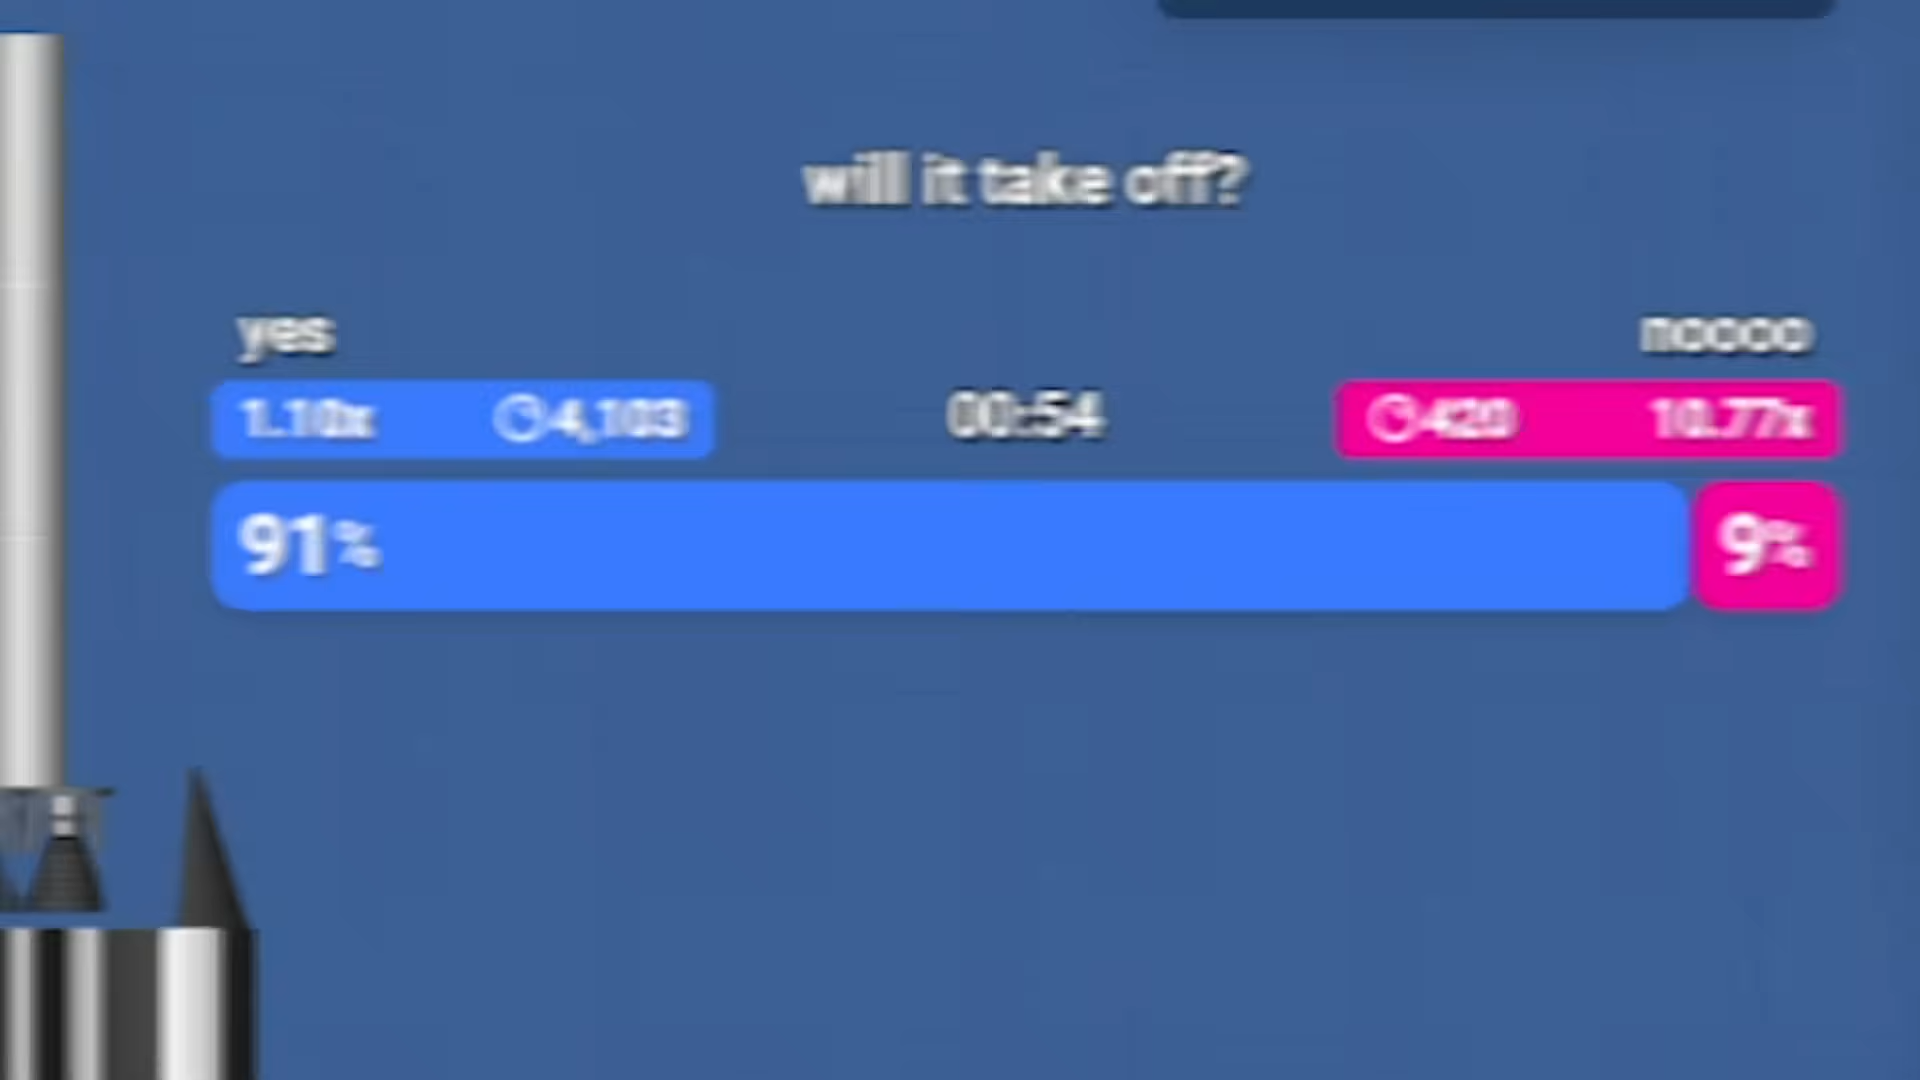 will it take off?
yes
noooo
1.10x 4,103
00:54
420 10.77x
91%
9%